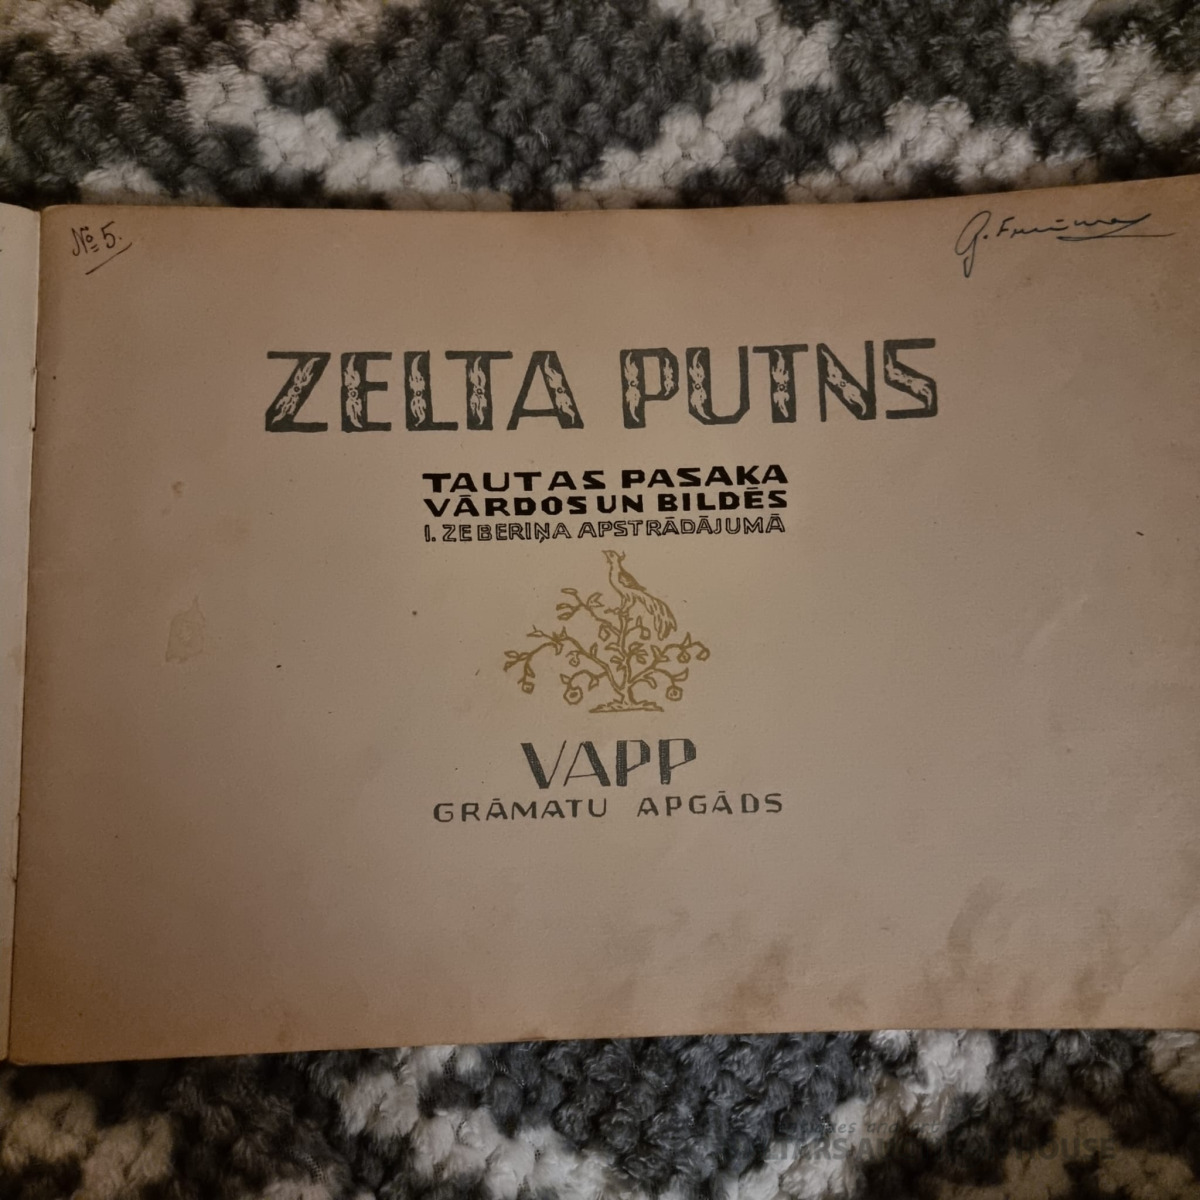 № 5.
ZELTA PUTNS
TAUTAS PASAKA
VĀRDOS UN BILDĒS
I. ZEBERIŅA APSTRĀDĀJUMĀ
VAPP
GRĀMATU APGĀDS